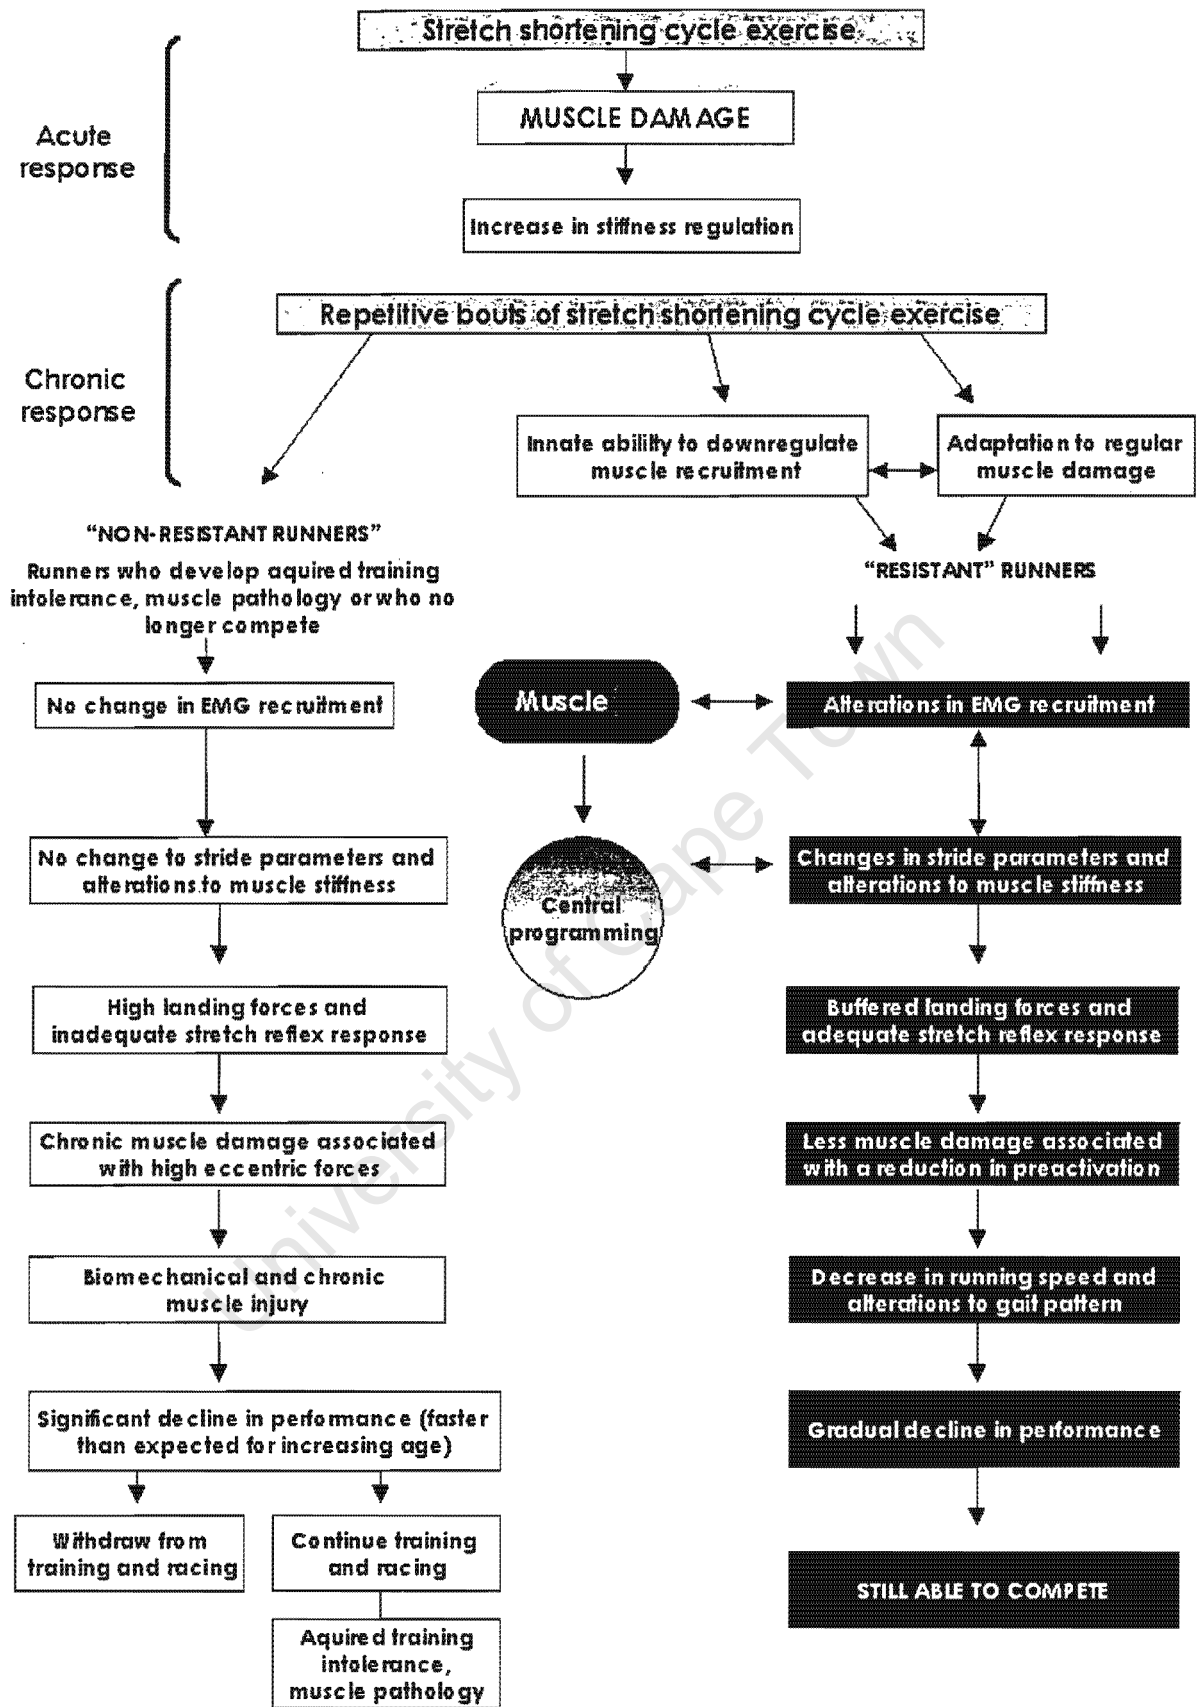 Stretch shortening cycle exercise
Acute
response
MUSCLE DAMAGE
Increase in stiffness regulation
Repetitive bouts of stretch shortening cycle exercise
Chronic
response
Innate ability to downregulate
muscle recruitment
Adaptation to regular
muscle damage
"NON-RESISTANT RUNNERS"
Runners who develop aquired training
intolerance, muscle pathology or who no
longer compete
"RESISTANT" RUNNERS
No change in EMG recruitment
Muscle
Alterations in EMG recruitment
No change to stride parameters and
alterations to muscle stiffness
Central
programming
Changes in stride parameters and
alterations to muscle stiffness
High landing forces and
inadequate stretch reflex response
Buffered landing forces and
adequate stretch reflex response
Chronic muscle damage associated
with high eccentric forces
Less muscle damage associated
with a reduction in preactivation
Biomechanical and chronic
muscle injury
Decrease in running speed and
alterations to gait pattern
Significant decline in performance (faster
than expected for increasing age)
Gradual decline in performance
Withdraw from
training and racing
Continue training
and racing
STILL ABLE TO COMPETE
Aquired training
intolerance,
muscle pathology
University of Cape Town